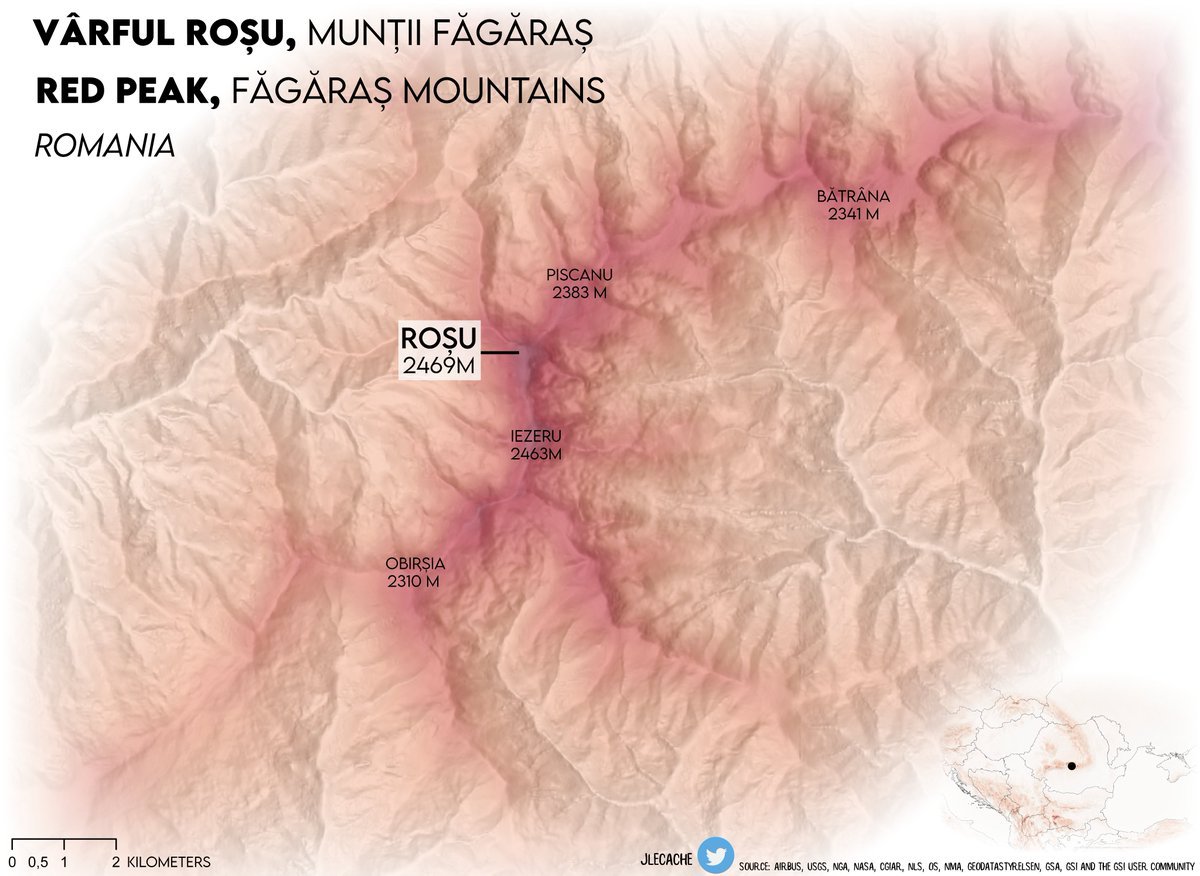 VÂRFUL ROȘU, MUNȚII FĂGĂRAȘ
RED PEAK, FĂGĂRAȘ MOUNTAINS
ROMANIA
BĂTRÂNA
2341 M
PISCANU
2383 M
ROȘU
2469M
IEZERU
2463M
OBIRȘIA
2310 M
0 0,5 1 2 KILOMETERS
JLECACHE
SOURCE: AIRBUS, USGS, NGA, NASA, CGIAR, NLS, OS, NMA, GEODATASTYRELSEN, GSA, GSI AND THE GSI USER COMMUNITY